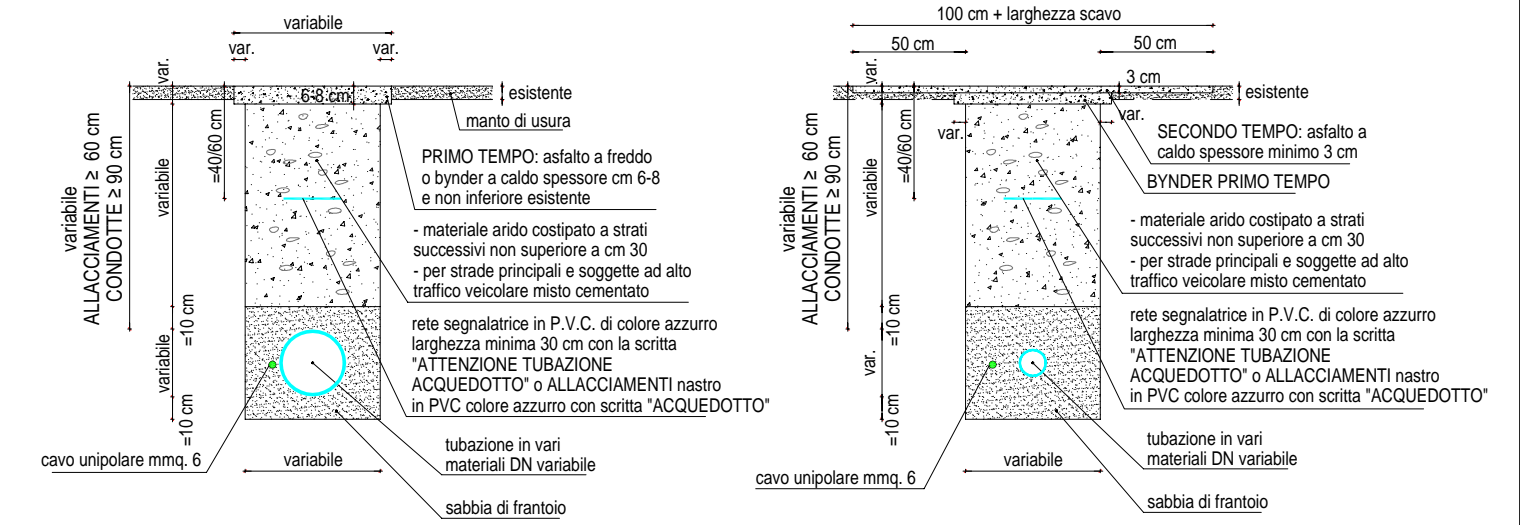 variabile
var.
var.
var.
6-8 cm
esistente
manto di usura
=40/60 cm
variabile
ALLACCIAMENTI ≥ 60 cm
CONDOTTE ≥ 90 cm
variabile
PRIMO TEMPO: asfalto a freddo
o bynder a caldo spessore cm 6-8
e non inferiore esistente
- materiale arido costipato a strati
successivi non superiore a cm 30
- per strade principali e soggette ad alto
traffico veicolare misto cementato
rete segnalatrice in P.V.C. di colore azzurro
larghezza minima 30 cm con la scritta
"ATTENZIONE TUBAZIONE
ACQUEDOTTO" o ALLACCIAMENTI nastro
in PVC colore azzurro con scritta "ACQUEDOTTO"
=10 cm
variabile
=10 cm
tubazione in vari
materiali DN variabile
cavo unipolare mmq. 6
variabile
sabbia di frantoio
100 cm + larghezza scavo
50 cm
50 cm
var.
3 cm
esistente
var.
var.
=40/60 cm
variabile
ALLACCIAMENTI ≥ 60 cm
CONDOTTE ≥ 90 cm
variabile
SECONDO TEMPO: asfalto a
caldo spessore minimo 3 cm
BYNDER PRIMO TEMPO
- materiale arido costipato a strati
successivi non superiore a cm 30
- per strade principali e soggette ad alto
traffico veicolare misto cementato
rete segnalatrice in P.V.C. di colore azzurro
larghezza minima 30 cm con la scritta
"ATTENZIONE TUBAZIONE
ACQUEDOTTO" o ALLACCIAMENTI nastro
in PVC colore azzurro con scritta "ACQUEDOTTO"
=10 cm
var.
=10 cm
tubazione in vari
materiali DN variabile
cavo unipolare mmq. 6
variabile
sabbia di frantoio